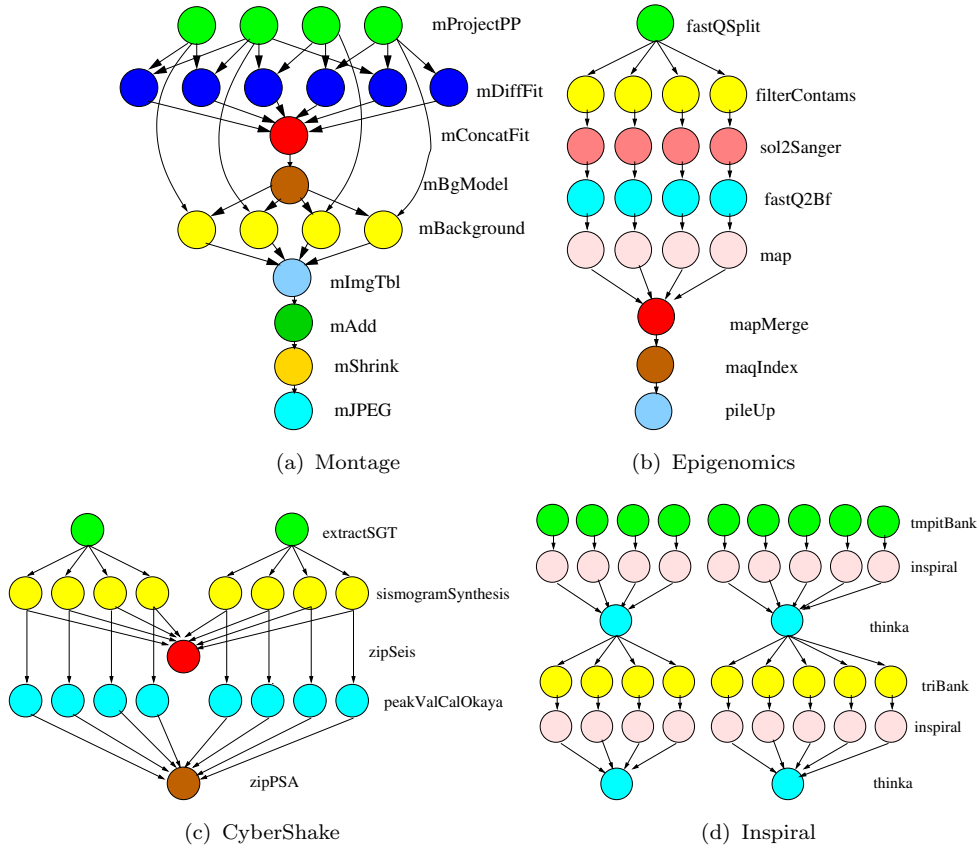 mProjectPP
mDiffFit
mConcatFit
mBgModel
mBackground
mImgTbl
mAdd
mShrink
mJPEG
(a) Montage
fastQSplit
filterContams
sol2Sanger
fastQ2Bf
map
mapMerge
maqIndex
pileUp
(b) Epigenomics
extractSGT
sismogramSynthesis
zipSeis
peakValCalOkaya
zipPSA
(c) CyberShake
tmpitBank
inspiral
thinka
triBank
inspiral
thinka
(d) Inspiral